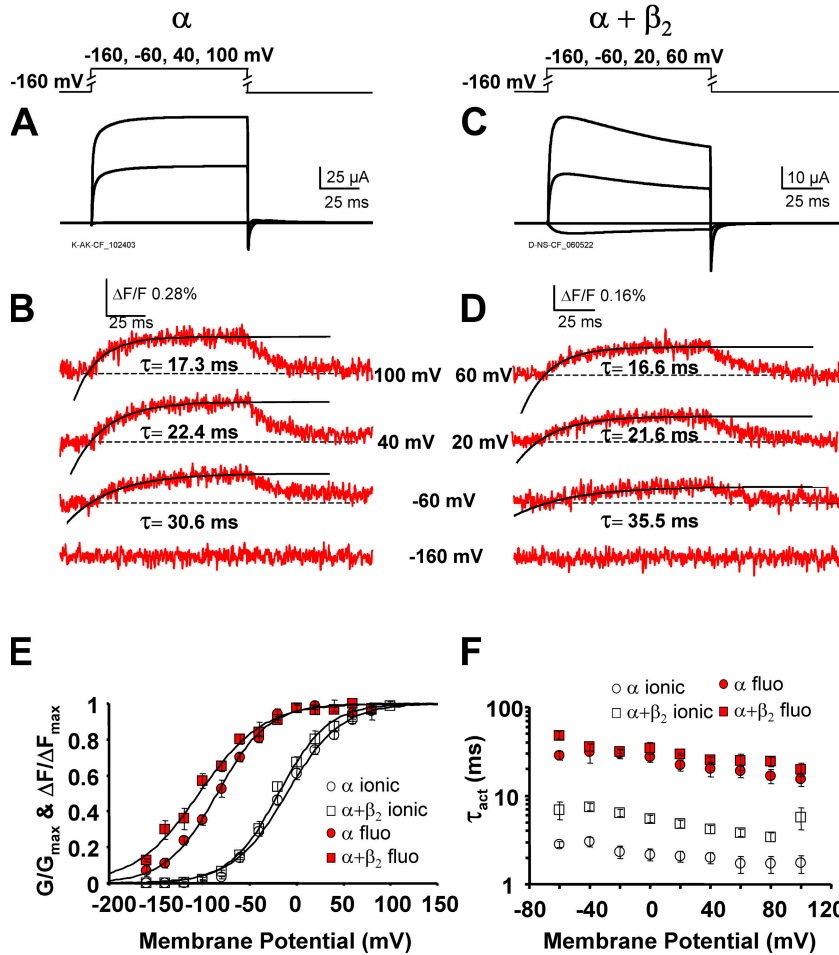 α
α + β2
-160, -60, 40, 100 mV
-160, -60, 20, 60 mV
-160 mV
-160 mV
A
C
25 µA
25 ms
10 µA
25 ms
K-AK-CF_102403
D-NS-CF_060522
B
ΔF/F 0.28%
25 ms
D
ΔF/F 0.16%
25 ms
τ= 17.3 ms
100 mV
60 mV
τ= 16.6 ms
τ= 22.4 ms
40 mV
20 mV
τ= 21.6 ms
τ= 30.6 ms
-60 mV
τ= 35.5 ms
-160 mV
E
G/Gmax & ΔF/ΔFmax
1
0.8
0.6
0.4
0.2
0
-200
-150
-100
-50
0
50
100
150
α ionic
α+β2 ionic
α fluo
α+β2 fluo
Membrane Potential (mV)
F
α ionic
α fluo
α+β2 ionic
α+β2 fluo
τact (ms)
100
10
1
-80
-40
0
40
80
120
Membrane Potential (mV)